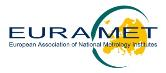 EURAMET
European Association of National Metrology Institutes